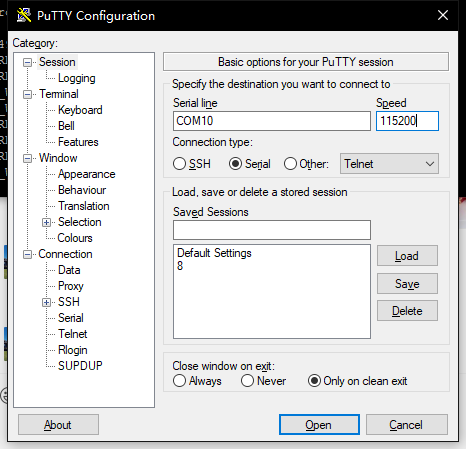 PuTTY Configuration
Category:
Session
Logging
Terminal
Keyboard
Bell
Features
Window
Appearance
Behaviour
Translation
Selection
Colours
Connection
Data
Proxy
SSH
Serial
Telnet
Rlogin
SUPDUP
Basic options for your PuTTY session
Specify the destination you want to connect to
Serial line Speed
COM10 115200
Connection type:
SSH Serial Other: Telnet
Load, save or delete a stored session
Saved Sessions
Default Settings
8
Load
Save
Delete
Close window on exit:
Always Never Only on clean exit
About Open Cancel